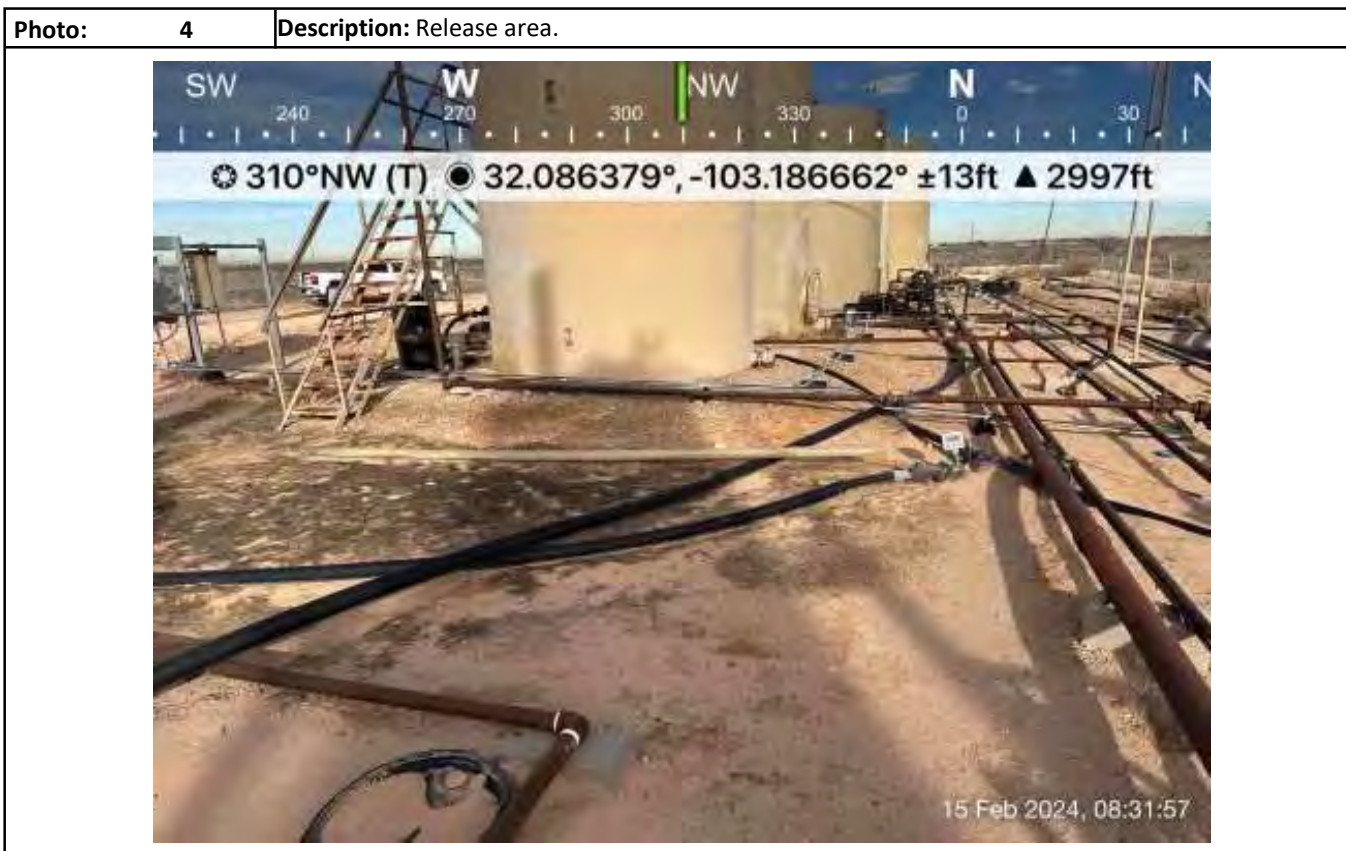 Photo: 4 Description: Release area.
SW W NW N N
240 270 300 330 0 30
310°NW (T) 32.086379°, -103.186662° ±13ft ▲ 2997ft
15 Feb 2024, 08:31:57